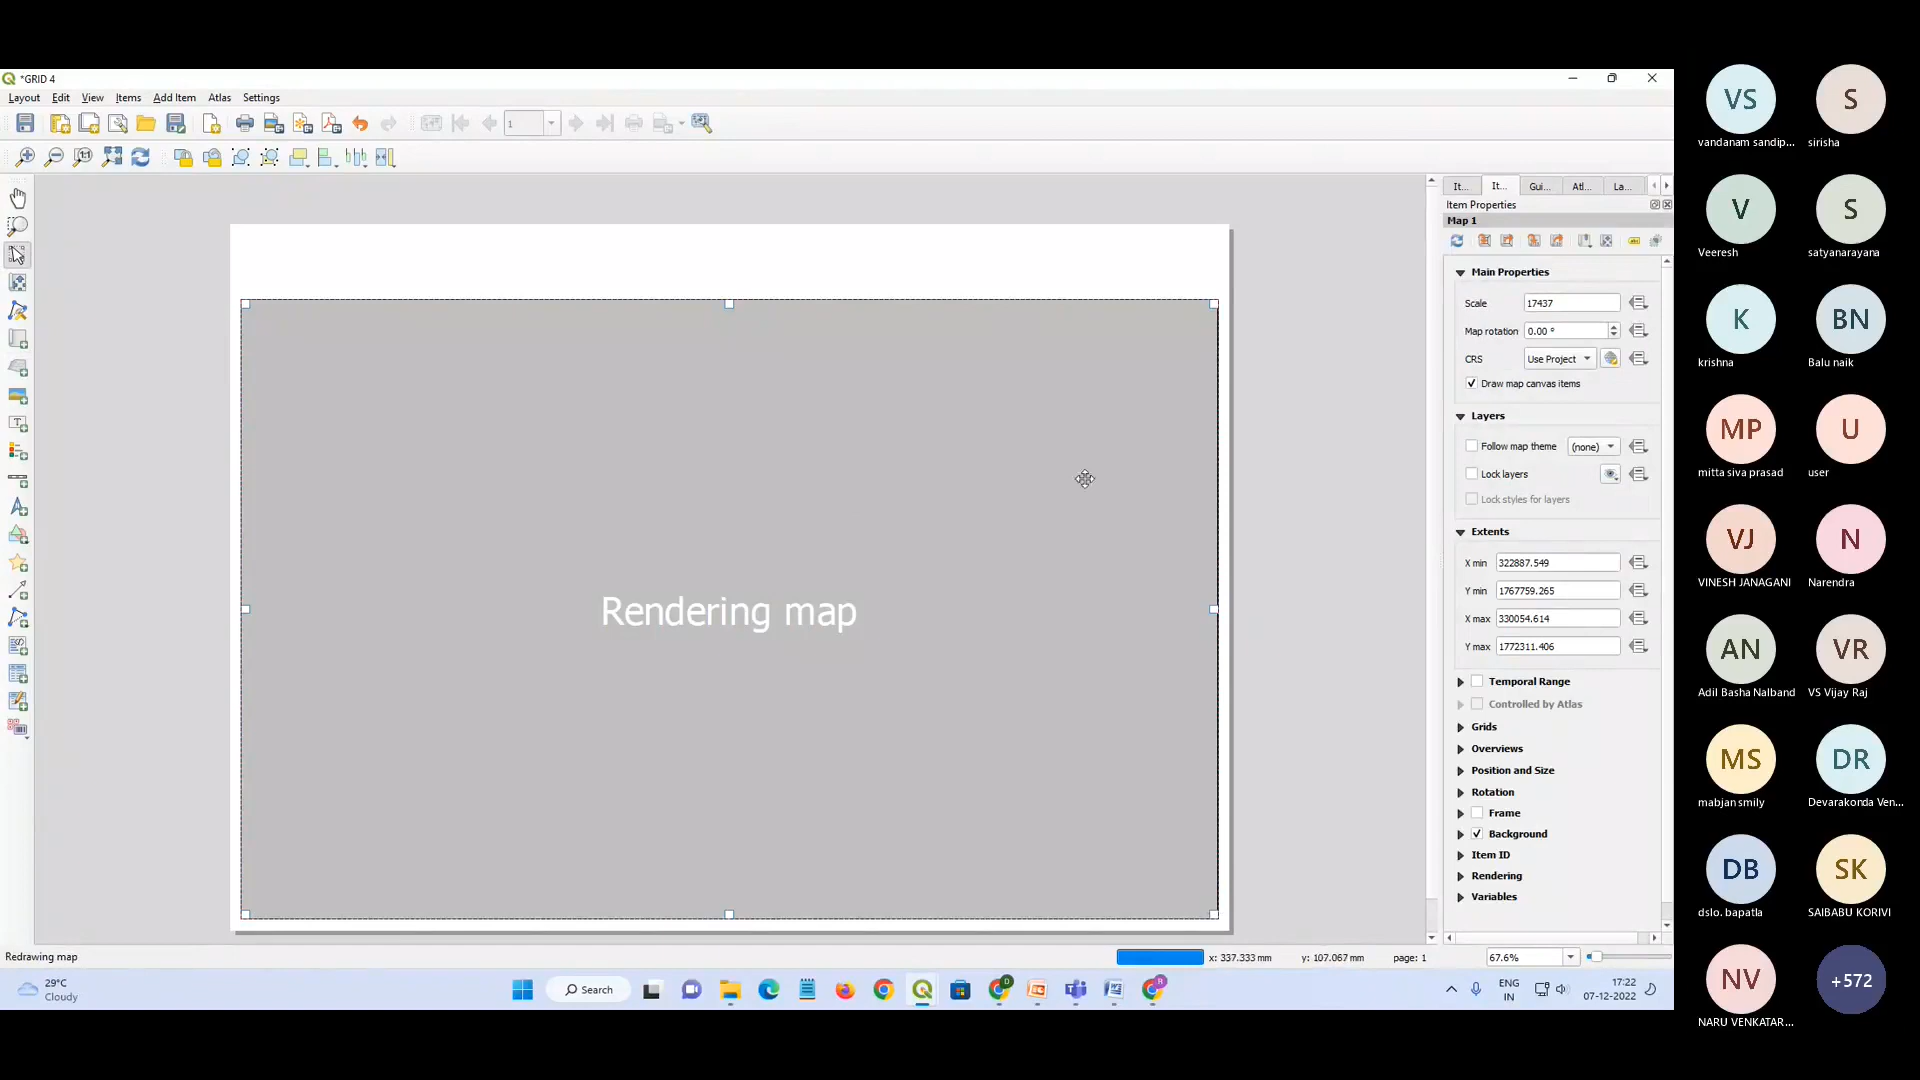 *GRID 4
Layout Edit View Items Add Item Atlas Settings
1
It... It... Gui... Atl... La...
Item Properties
Map 1
Main Properties
Scale 17437
Map rotation 0.00 °
CRS Use Project
Draw map canvas items
Layers
Follow map theme (none)
Lock layers
Lock styles for layers
Extents
X min 322887.549
Y min 1767759.265
X max 330054.614
Y max 1772311.406
Temporal Range
Controlled by Atlas
Grids
Overviews
Position and Size
Rotation
Frame
Background
Item ID
Rendering
Variables
Rendering map
Redrawing map
x: 337.333 mm y: 107.067 mm page: 1 67.6%
29°C
Cloudy
Search
ENG
IN
17:22
07-12-2022
VS S
vandanam sandip... sirisha
V S
Veeresh satyanarayana
K BN
krishna Balu naik
MP U
mitta siva prasad user
VJ N
VINESH JANAGANI Narendra
AN VR
Adil Basha Nalband VS Vijay Raj
MS DR
mabjan smily Devarakonda Ven...
DB SK
dslo. bapatla SAIBABU KORIVI
NV +572
NARU VENKATAR...